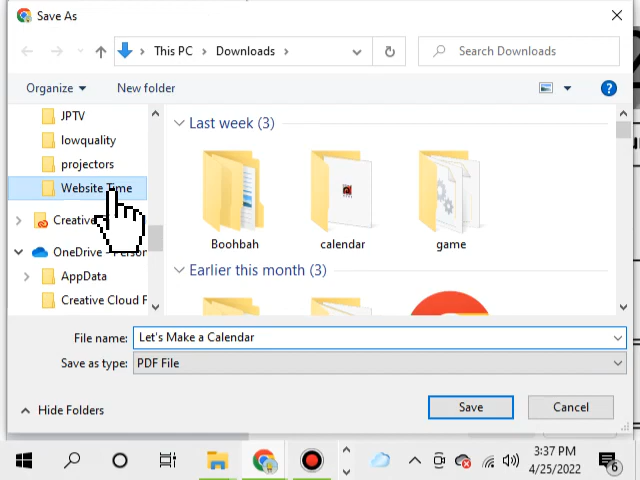 Save As
This PC
Downloads
Search Downloads
Organize
New folder
JPTV
lowquality
projectors
Website Time
Creative
OneDrive - Person
AppData
Creative Cloud F
Last week (3)
Boohbah
calendar
game
Earlier this month (3)
File name: Let's Make a Calendar
Save as type: PDF File
Hide Folders
Save
Cancel
3:37 PM
4/25/2022
6